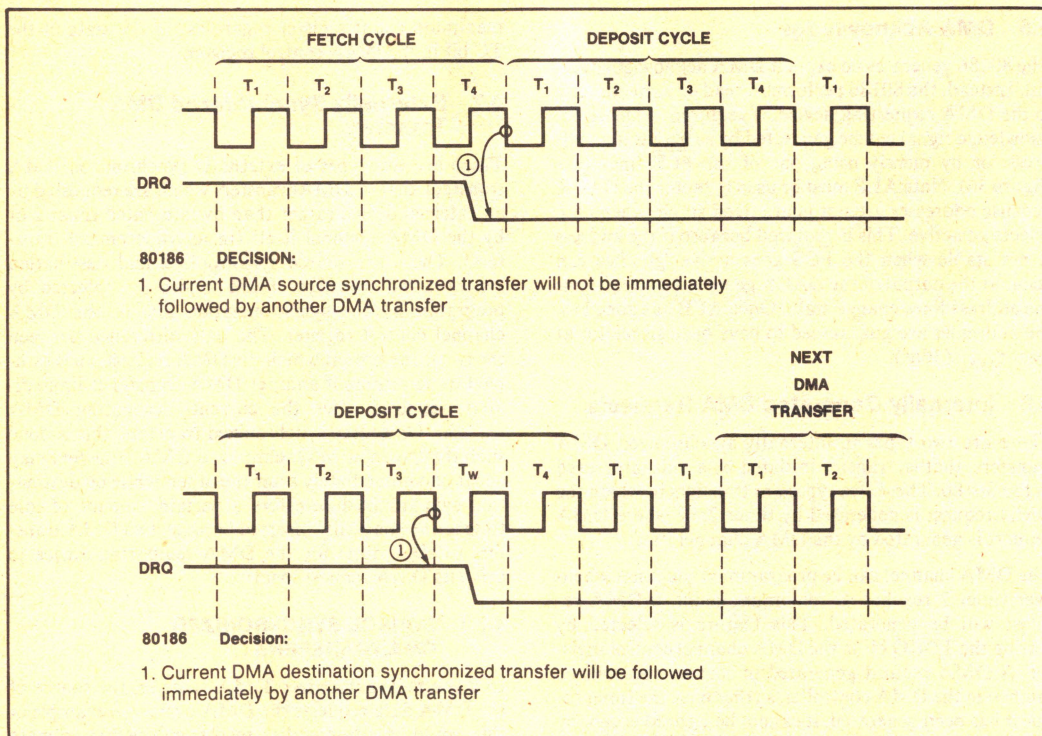 FETCH CYCLE DEPOSIT CYCLE
T1 T2 T3 T4 T1 T2 T3 T4 T1
1
DRQ
80186 DECISION:
1. Current DMA source synchronized transfer will not be immediately
followed by another DMA transfer
NEXT
DMA
TRANSFER
DEPOSIT CYCLE
T1 T2 T3 TW T4 T1 T1 T1 T2
1
DRQ
80186 Decision:
1. Current DMA destination synchronized transfer will be followed
immediately by another DMA transfer